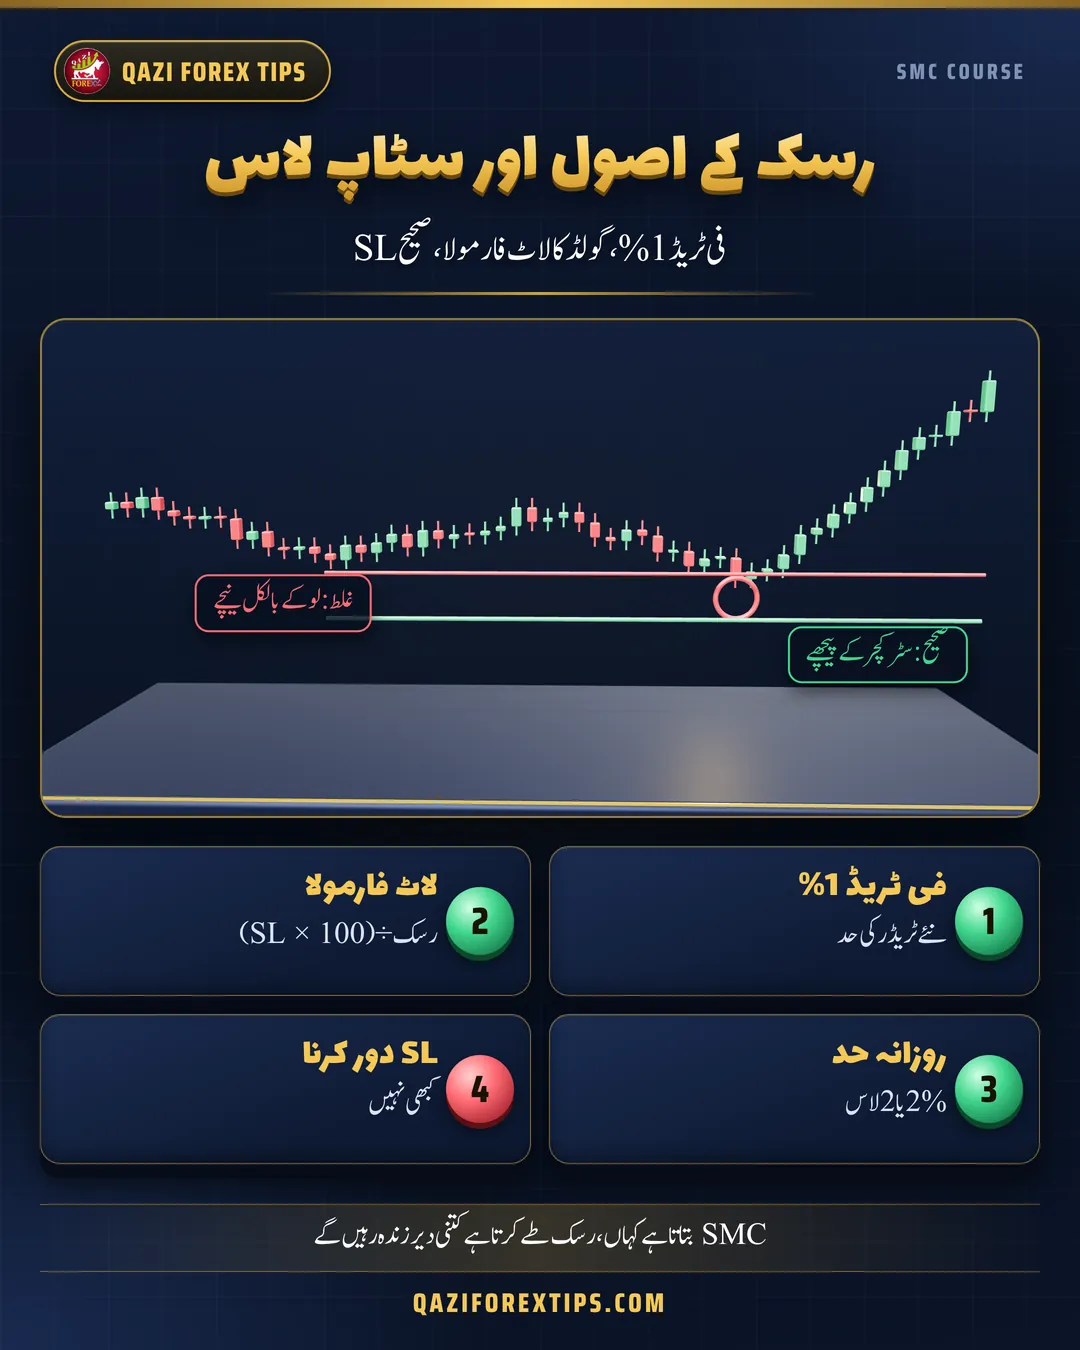 QAZI FOREX TIPS
SMC COURSE
رسک کے اصول اور سٹاپ لاس
فی ٹریڈ 1%، گولڈ کا لاٹ فارمولا، صحیح SL
غلط: لو کے بالکل نیچے
صحیح: سٹرکچر کے پیچھے
1
فی ٹریڈ 1%
نئے ٹریڈر کی حد
2
لاٹ فارمولا
رسک ÷ (SL × 100)
3
روزانہ حد
2% یا 2 لاس
4
SL دور کرنا
کبھی نہیں
SMC بتاتا ہے کہاں، رسک طے کرتا ہے کتنی دیر زندہ رہیں گے
QAZIFOREXTIPS.COM